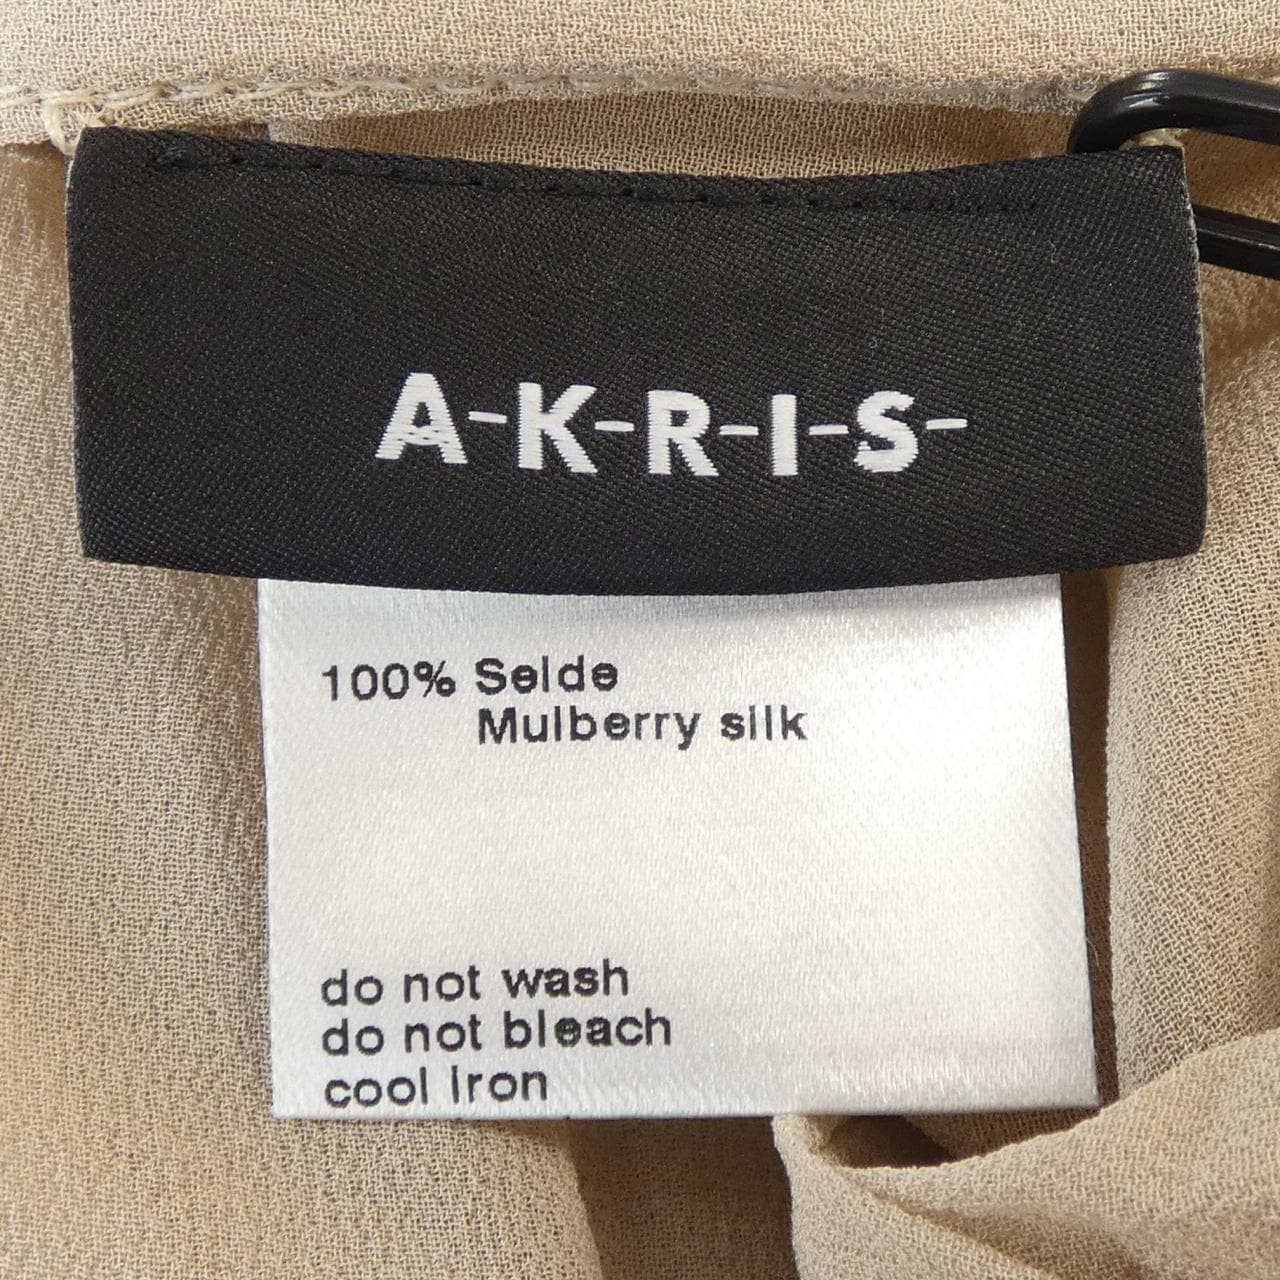 A-K-R-I-S-
100% Seide
Mulberry silk
do not wash
do not bleach
cool iron